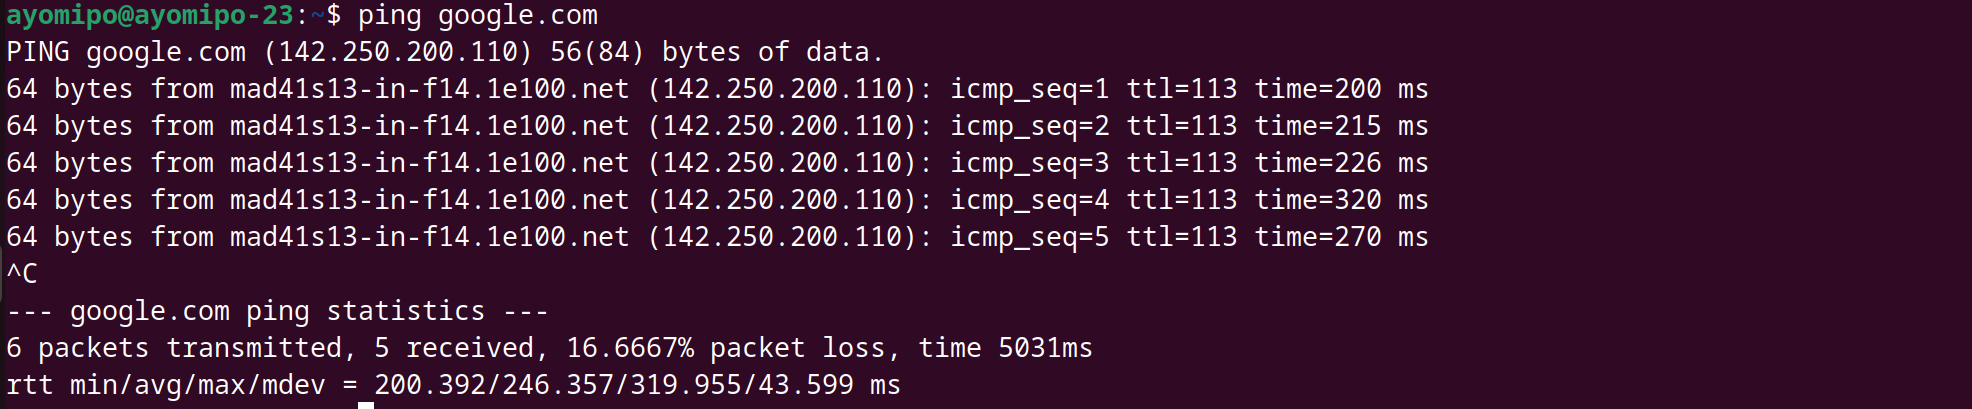 ayomipo@ayomipo-23:~$ ping google.com
PING google.com (142.250.200.110) 56(84) bytes of data.
64 bytes from mad41s13-in-f14.1e100.net (142.250.200.110): icmp_seq=1 ttl=113 time=200 ms
64 bytes from mad41s13-in-f14.1e100.net (142.250.200.110): icmp_seq=2 ttl=113 time=215 ms
64 bytes from mad41s13-in-f14.1e100.net (142.250.200.110): icmp_seq=3 ttl=113 time=226 ms
64 bytes from mad41s13-in-f14.1e100.net (142.250.200.110): icmp_seq=4 ttl=113 time=320 ms
64 bytes from mad41s13-in-f14.1e100.net (142.250.200.110): icmp_seq=5 ttl=113 time=270 ms
^C
--- google.com ping statistics ---
6 packets transmitted, 5 received, 16.6667% packet loss, time 5031ms
rtt min/avg/max/mdev = 200.392/246.357/319.955/43.599 ms